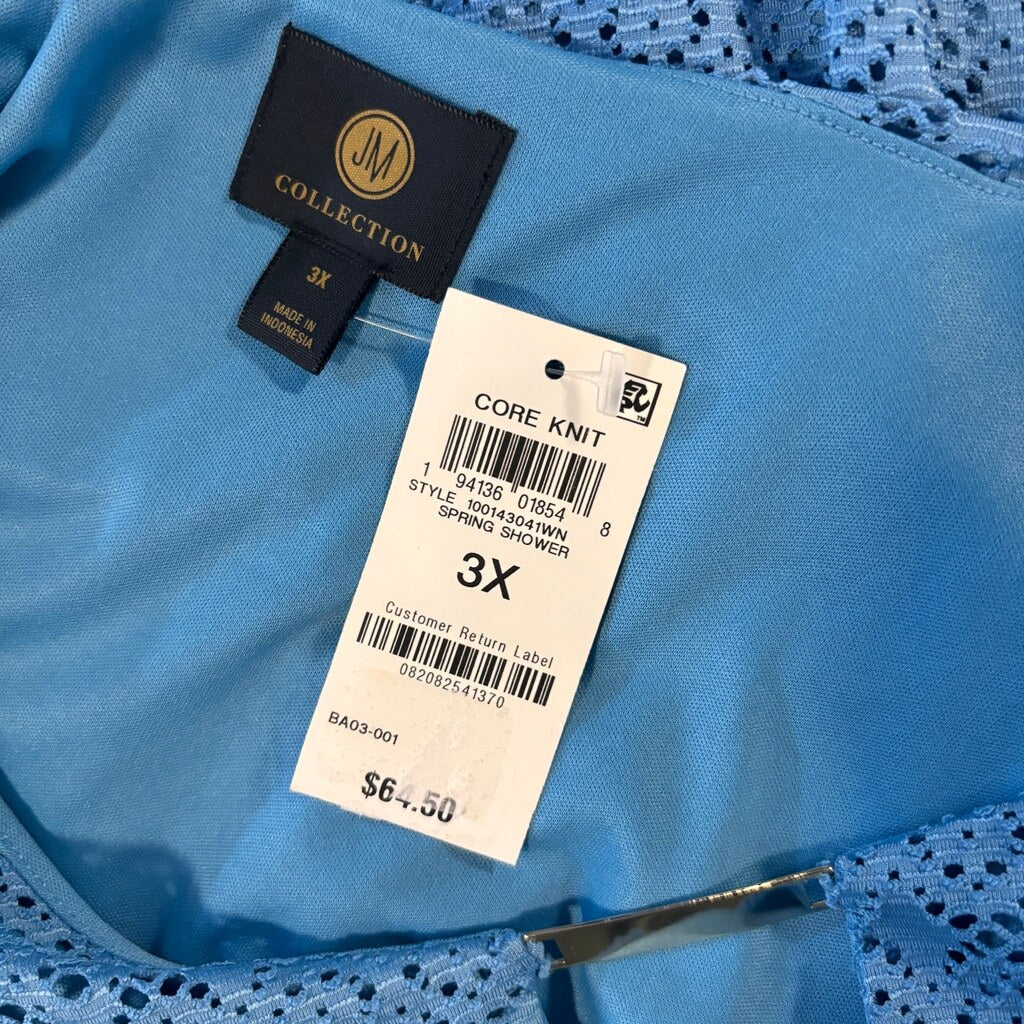 JM
COLLECTION
3X
MADE IN
INDONESIA
CORE KNIT
1 94136 01854 8
STYLE 100143041WN
SPRING SHOWER
3X
Customer Return Label
082082541370
BA03-001
$64.50